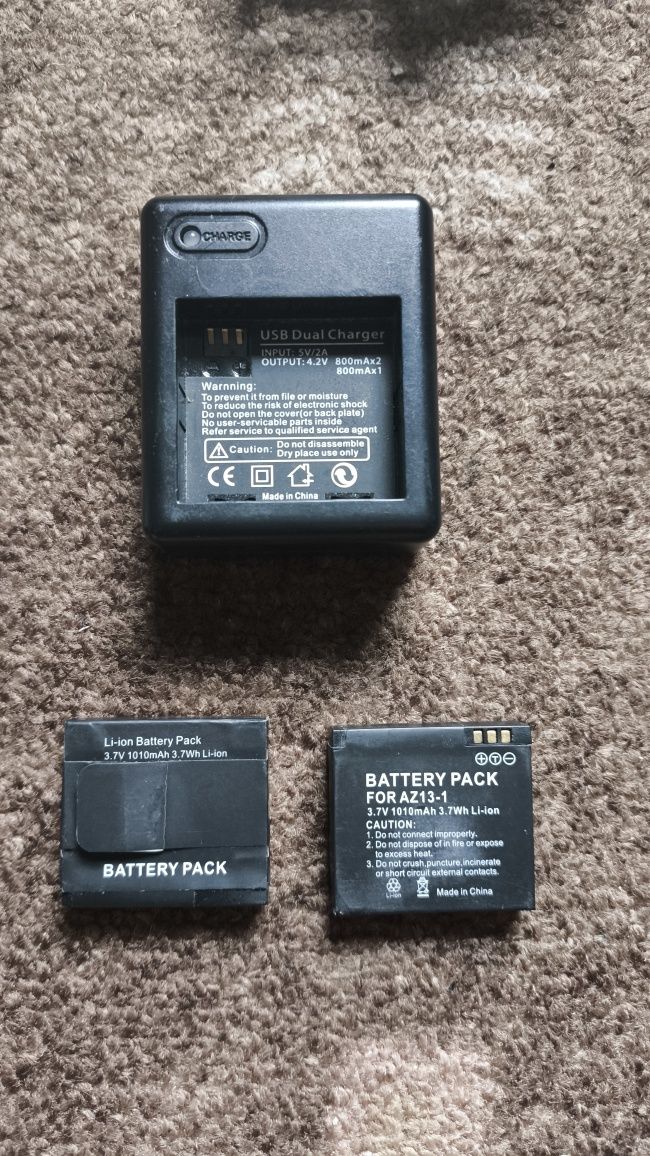 CHARGE
USB Dual Charger
INPUT: 5V/2A
OUTPUT: 4.2V 800mAx2
800mAx1
Warnning:
To prevent it from file or moisture
To reduce the risk of electronic shock
Do not open the cover(or back plate)
No user-servicable parts inside
Refer service to qualified service agent
Caution: Do not disassemble
Dry place use only
CE
Made in China
Li-ion Battery Pack
3.7V 1010mAh 3.7Wh Li-ion
BATTERY PACK
+ T −
BATTERY PACK
FOR AZ13-1
3.7V 1010mAh 3.7Wh Li-ion
CAUTION:
1. Do not connect improperly.
2. Do not dispose of in fire or expose
to excess heat.
3. Do not crush,puncture,incinerate
or short circuit external contacts.
Li-ion
Made in China